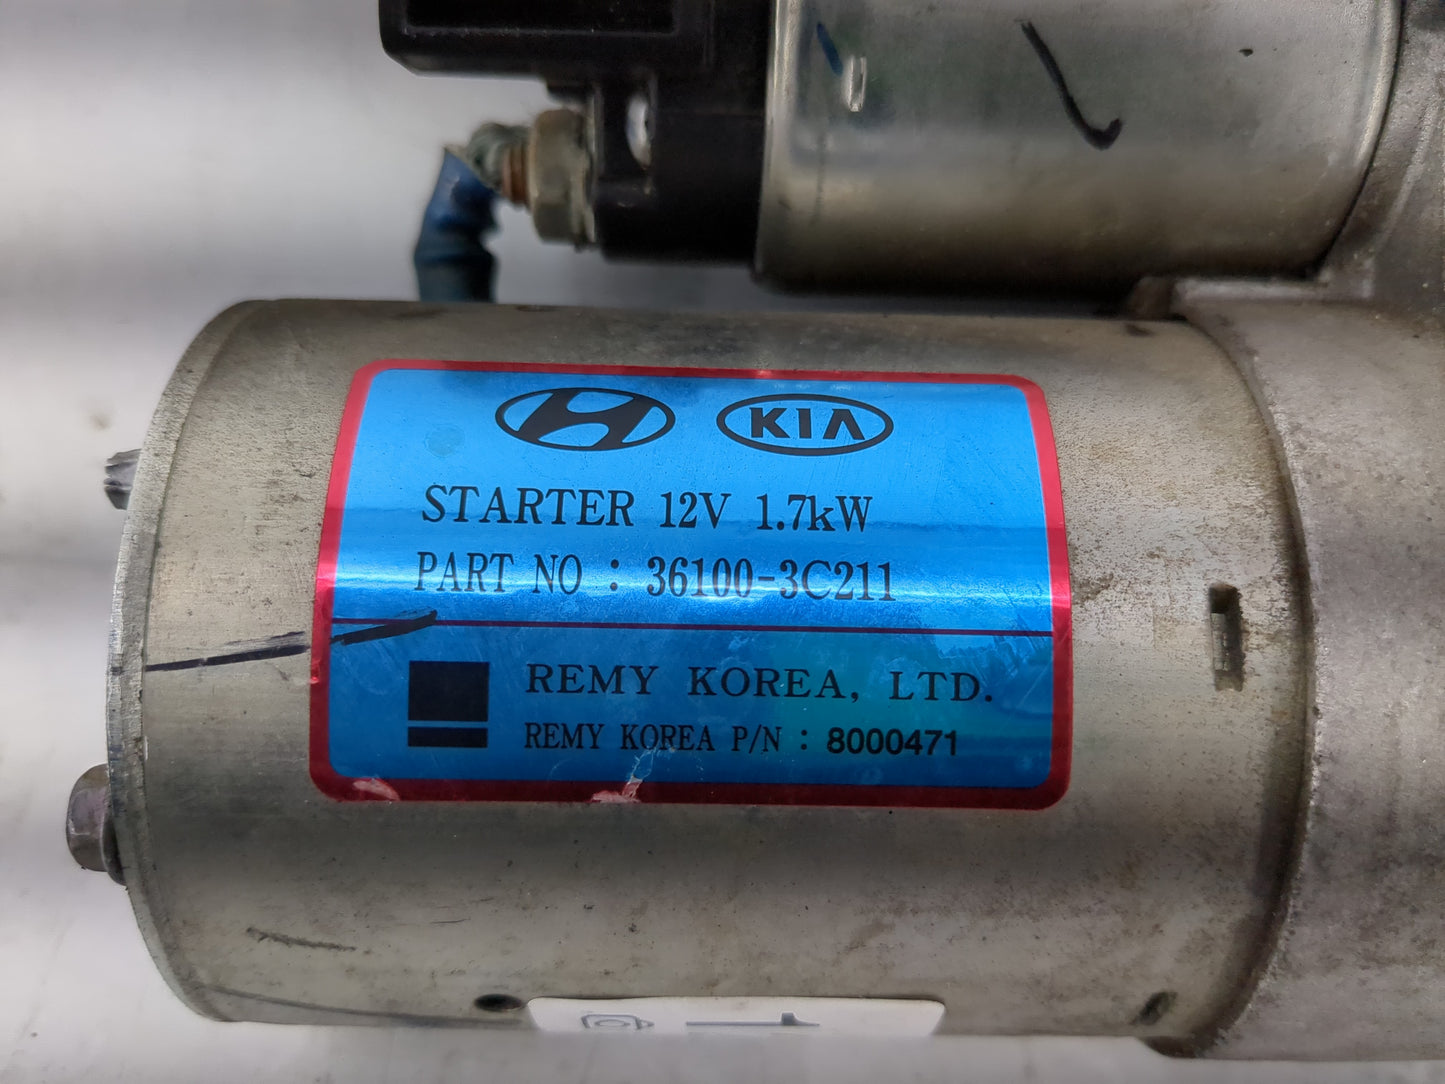 KIA
STARTER 12V 1.7kW
PART NO : 36100-3C211
REMY KOREA, LTD.
REMY KOREA P/N : 8000471